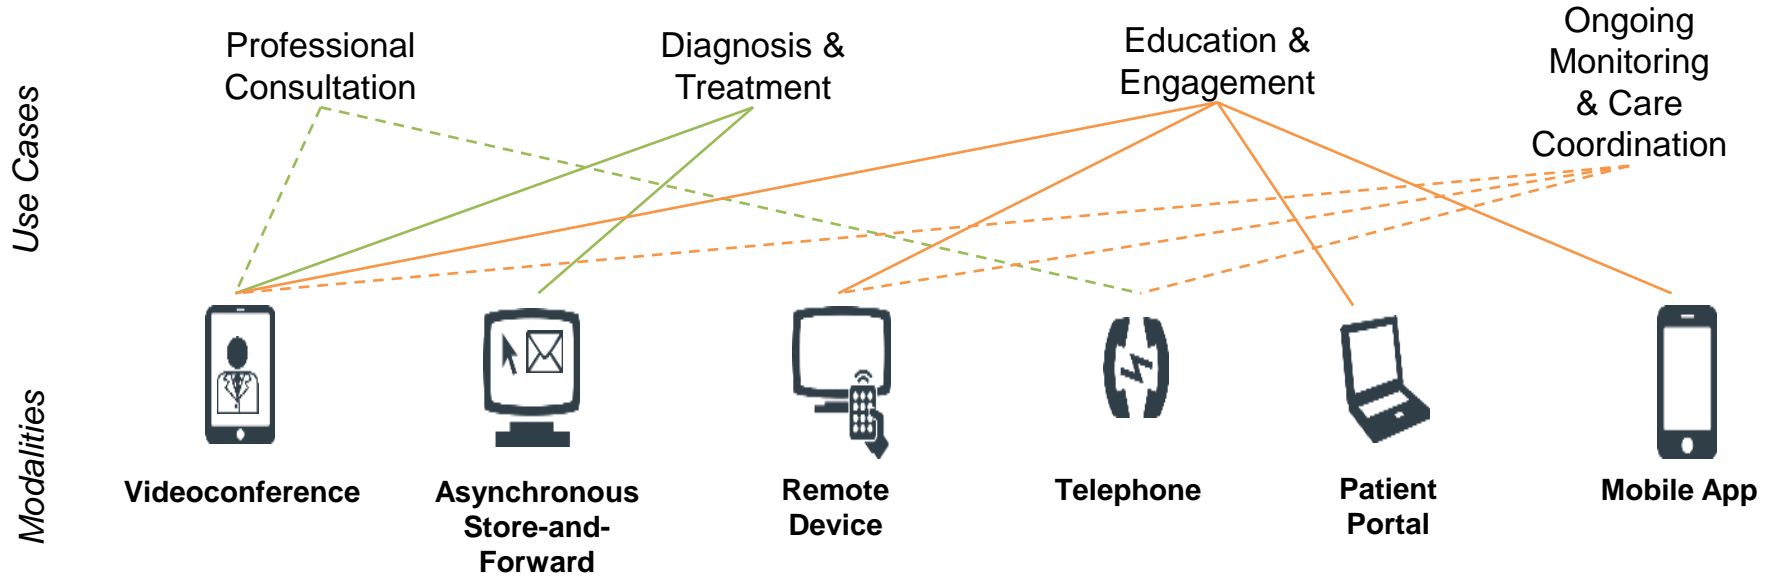 Use Cases
Professional
Consultation
Diagnosis &
Treatment
Education &
Engagement
Ongoing
Monitoring
& Care
Coordination
Modalities
Videoconference
Asynchronous
Store-and-
Forward
Remote
Device
Telephone
Patient
Portal
Mobile App